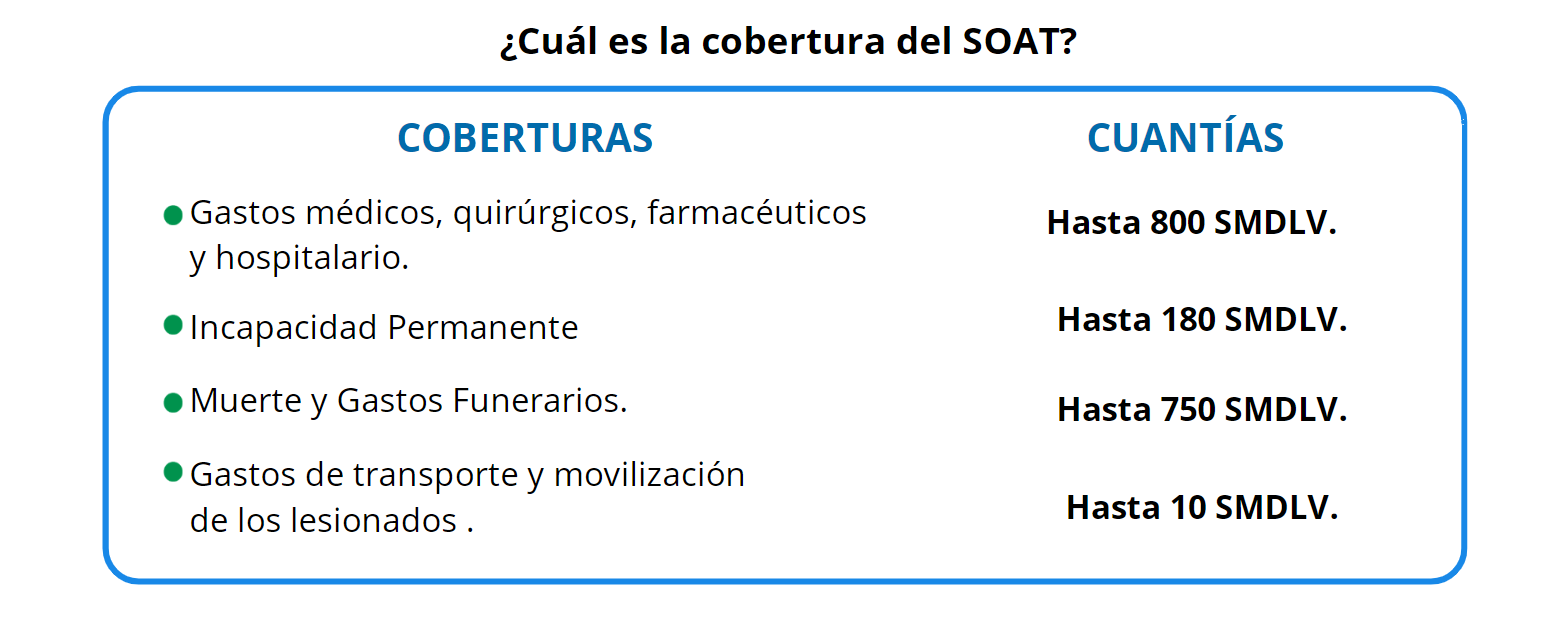 ¿Cuál es la cobertura del SOAT?
COBERTURAS
CUANTÍAS
Gastos médicos, quirúrgicos, farmacéuticos
y hospitalario.
Hasta 800 SMDLV.
Incapacidad Permanente
Hasta 180 SMDLV.
Muerte y Gastos Funerarios.
Hasta 750 SMDLV.
Gastos de transporte y movilización
de los lesionados .
Hasta 10 SMDLV.